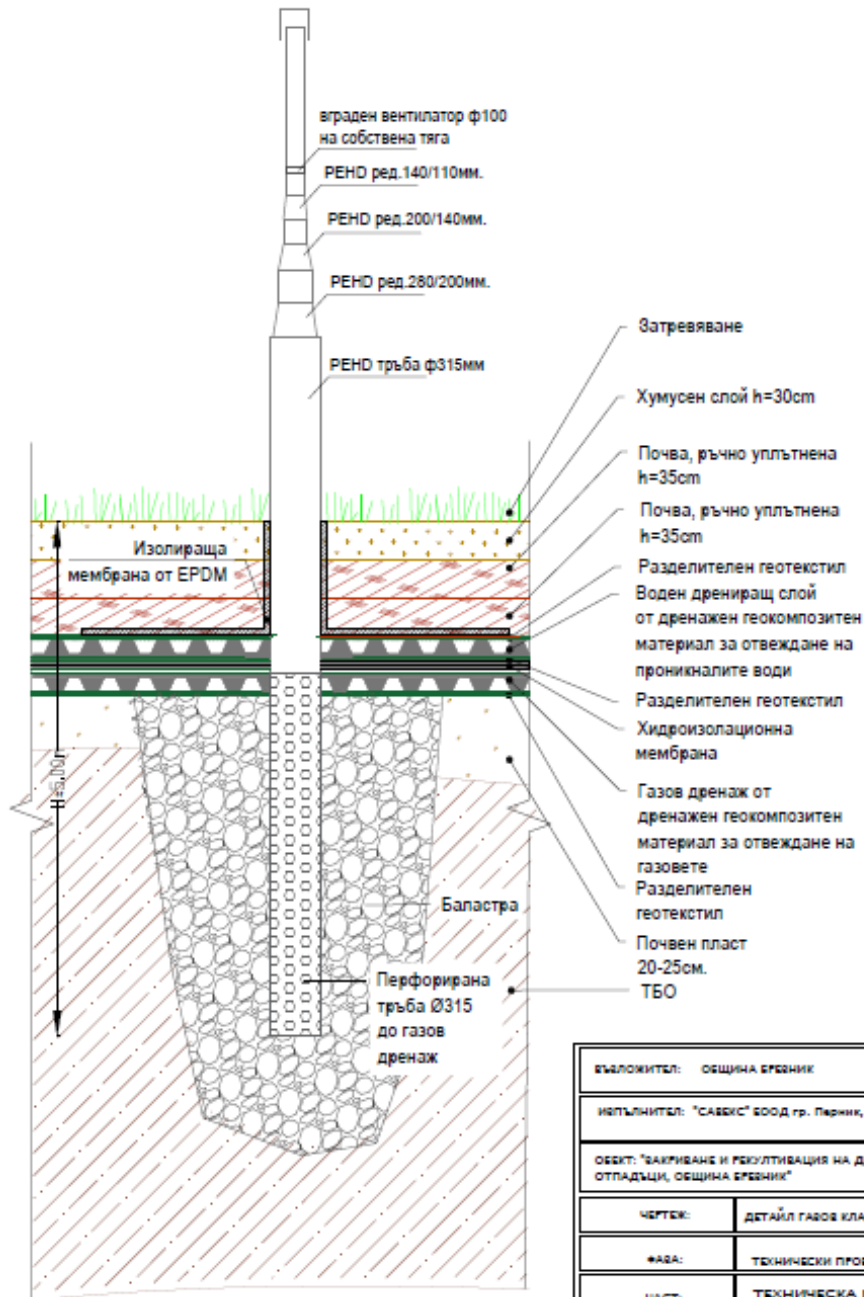 вграден вентилатор ф100
на собствена тяга
PEHD ред.140/110мм.
PEHD ред.200/140мм.
PEHD ред.280/200мм.
PEHD тръба ф315мм
Затревяване
Хумусен слой h=30cm
Почва, ръчно уплътнена
h=35cm
Почва, ръчно уплътнена
h=35cm
Разделителен геотекстил
Воден дрениращ слой
от дренажен геокомпозитен
материал за отвеждане на
проникналите води
Разделителен геотекстил
Хидроизолационна
мембрана
Газов дренаж от
дренажен геокомпозитен
материал за отвеждане на
газовете
Разделителен
геотекстил
Почвен пласт
20-25см.
ТБО
Изолираща
мембрана от EPDM
Баластра
Перфорирана
тръба Ø315
до газов
дренаж
ВЪЗЛОЖИТЕЛ: ОБЩИНА БРЕЗНИК
ИЗПЪЛНИТЕЛ: "САВЕКС" ЕООД гр. Перник,
ОБЕКТ: "ЗАКРИВАНЕ И РЕКУЛТИВАЦИЯ НА
ОТПАДЪЦИ, ОБЩИНА БРЕЗНИК"
ЧЕРТЕЖ: ДЕТАЙЛ ГАЗОВ
ФАЗА: ТЕХНИЧЕСКИ
ЧАСТ: ТЕХНИЧЕСКА